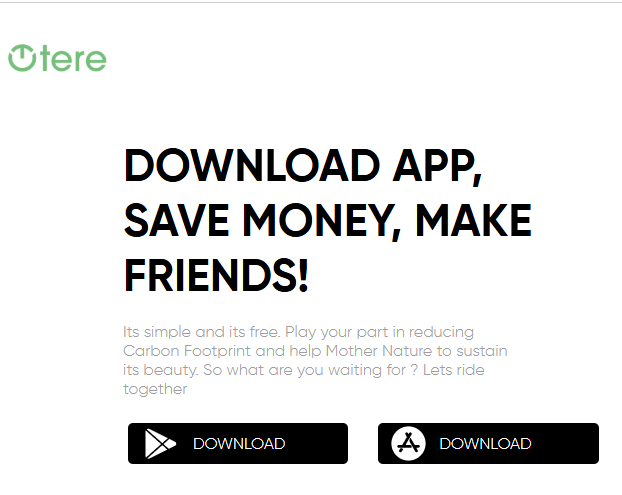 tere
DOWNLOAD APP,
SAVE MONEY, MAKE
FRIENDS!
Its simple and its free. Play your part in reducing
Carbon Footprint and help Mother Nature to sustain
its beauty. So what are you waiting for ? Lets ride
together
DOWNLOAD
DOWNLOAD